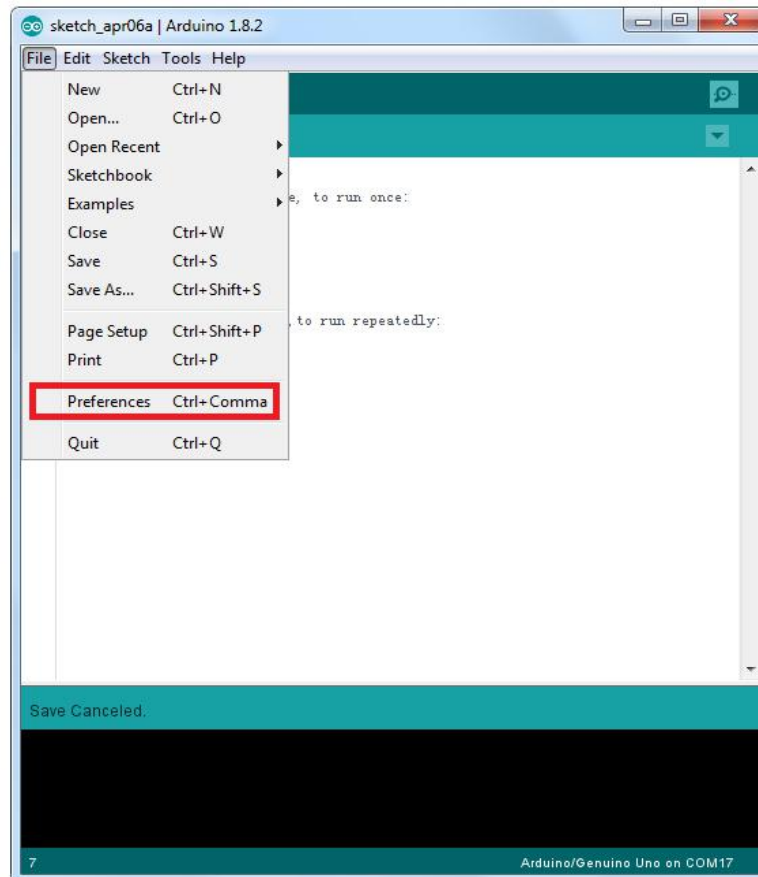 sketch_apr06a | Arduino 1.8.2
File Edit Sketch Tools Help
New Ctrl+N
Open... Ctrl+O
Open Recent
Sketchbook
Examples
e, to run once:
Close Ctrl+W
Save Ctrl+S
Save As... Ctrl+Shift+S
Page Setup Ctrl+Shift+P
,to run repeatedly:
Print Ctrl+P
Preferences Ctrl+Comma
Quit Ctrl+Q
Save Canceled.
7 Arduino/Genuino Uno on COM17